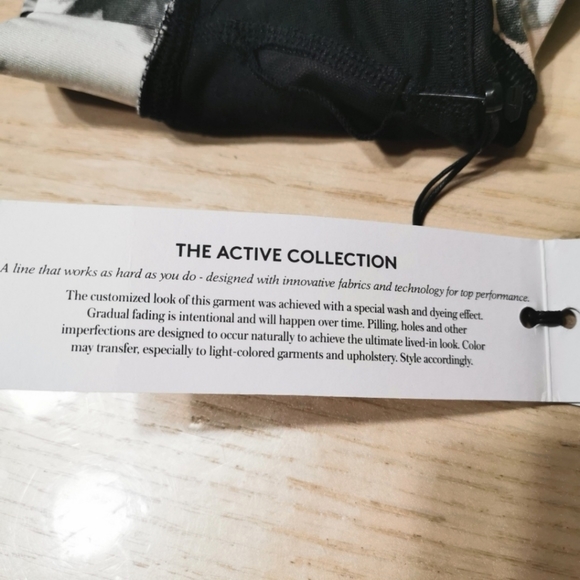 THE ACTIVE COLLECTION
A line that works as hard as you do - designed with innovative fabrics and technology for top performance.
The customized look of this garment was achieved with a special wash and dyeing effect.
Gradual fading is intentional and will happen over time. Pilling, holes and other
imperfections are designed to occur naturally to achieve the ultimate lived-in look. Color
may transfer, especially to light-colored garments and upholstery. Style accordingly.